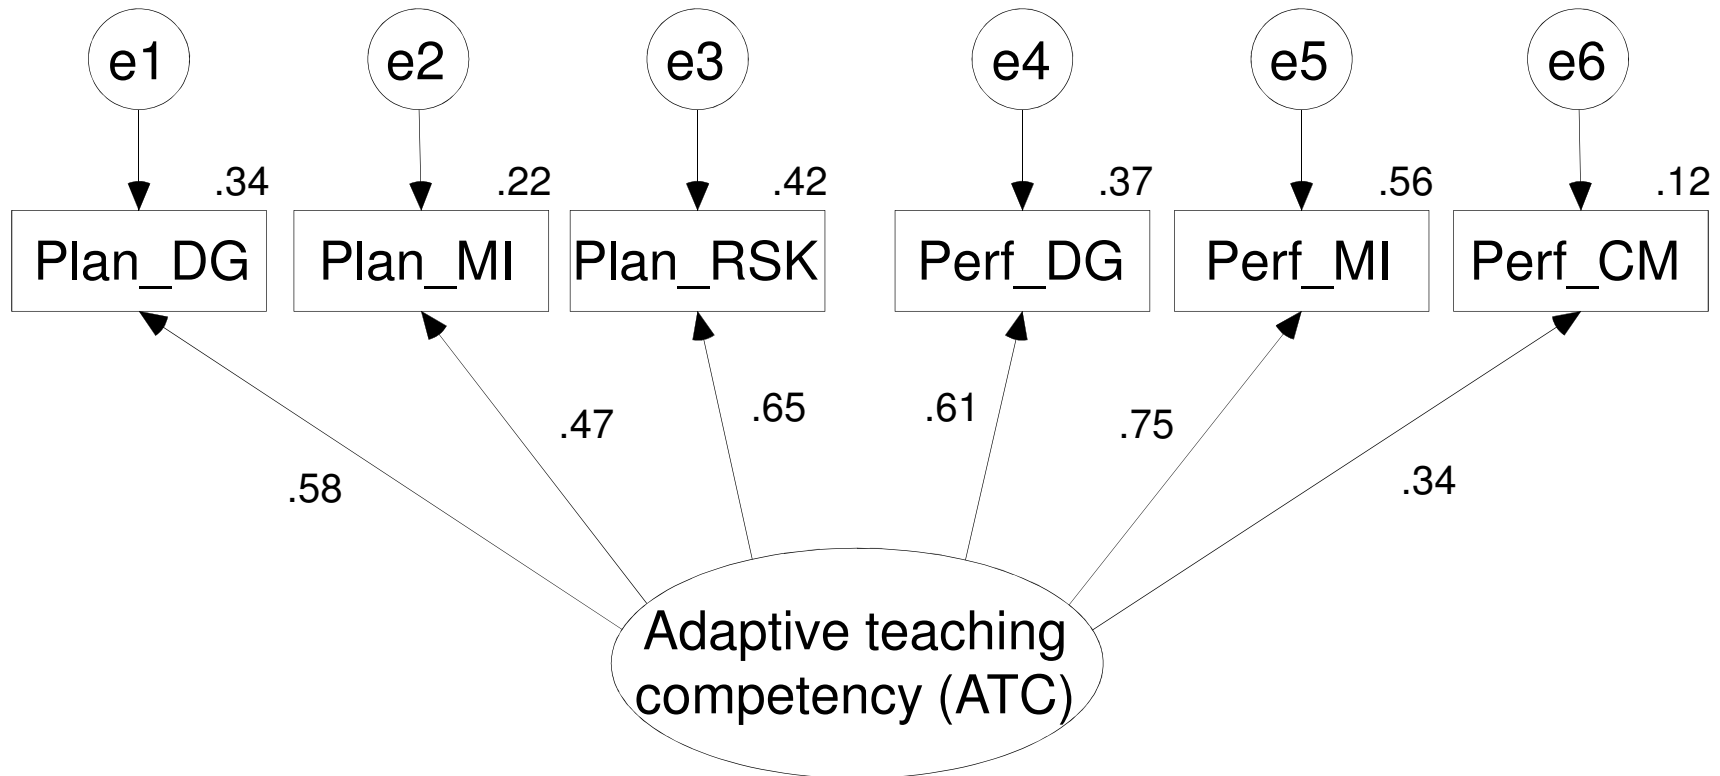 e1 e2 e3 e4 e5 e6
.34 .22 .42 .37 .56 .12
Plan_DG Plan_MI Plan_RSK Perf_DG Perf_MI Perf_CM
.58 .47 .65 .61 .75 .34
Adaptive teaching
competency (ATC)